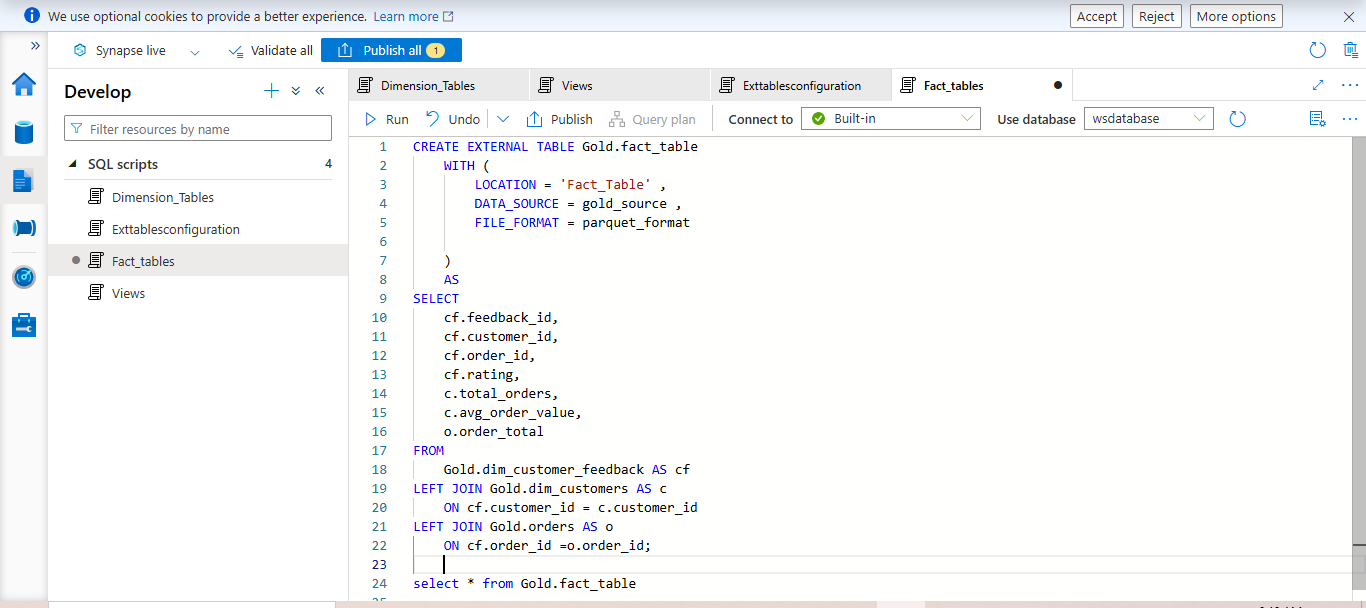 We use optional cookies to provide a better experience. Learn more
Accept
Reject
More options
Synapse live
Validate all
Publish all 1
Develop
Filter resources by name
SQL scripts 4
Dimension_Tables
Exttablesconfiguration
Fact_tables
Views
Dimension_Tables
Views
Exttablesconfiguration
Fact_tables
Run
Undo
Publish
Query plan
Connect to
Built-in
Use database
wsdatabase
1 CREATE EXTERNAL TABLE Gold.fact_table
2 WITH (
3 LOCATION = 'Fact_Table' ,
4 DATA_SOURCE = gold_source ,
5 FILE_FORMAT = parquet_format
6
7 )
8 AS
9 SELECT
10 cf.feedback_id,
11 cf.customer_id,
12 cf.order_id,
13 cf.rating,
14 c.total_orders,
15 c.avg_order_value,
16 o.order_total
17 FROM
18 Gold.dim_customer_feedback AS cf
19 LEFT JOIN Gold.dim_customers AS c
20 ON cf.customer_id = c.customer_id
21 LEFT JOIN Gold.orders AS o
22 ON cf.order_id =o.order_id;
23
24 select * from Gold.fact_table